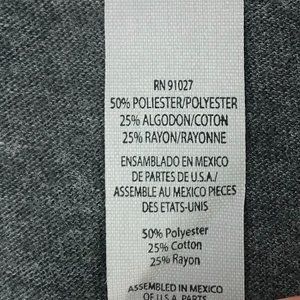 RN 91027
50% POLIESTER/POLYESTER
25% ALGODON/COTON
25% RAYON/RAYONNE
ENSAMBLADO EN MEXICO
DE PARTES DE U.S.A./
ASSEMBLE AU MEXICO PIECES
DES ETATS-UNIS
50% Polyester
25% Cotton
25% Rayon
ASSEMBLED IN MEXICO
OF U.S.A. PARTS